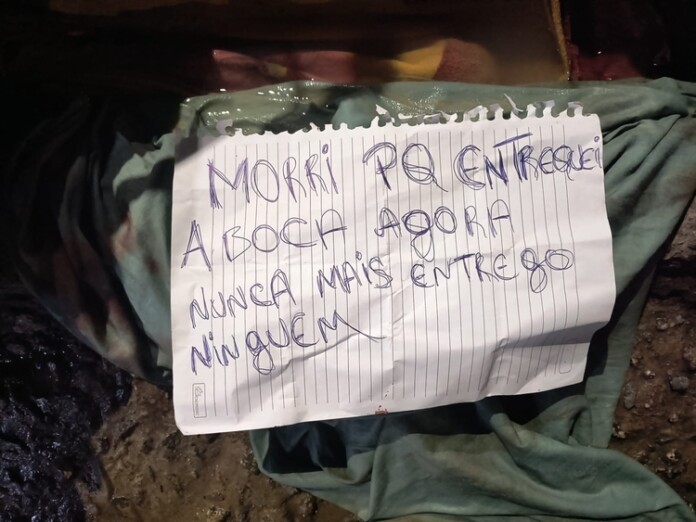 MORRI PQ ENTREGUEI
A BOCA AGORA
NUNCA MAIS ENTREGO
NINGUEM